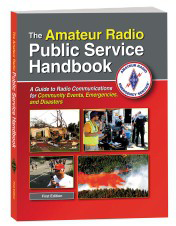 The Amateur Radio
Public Service
Handbook
A Guide to Radio Communications
for Community Events, Emergencies,
and Disasters
First Edition
The Amateur Radio Public Service Handbook